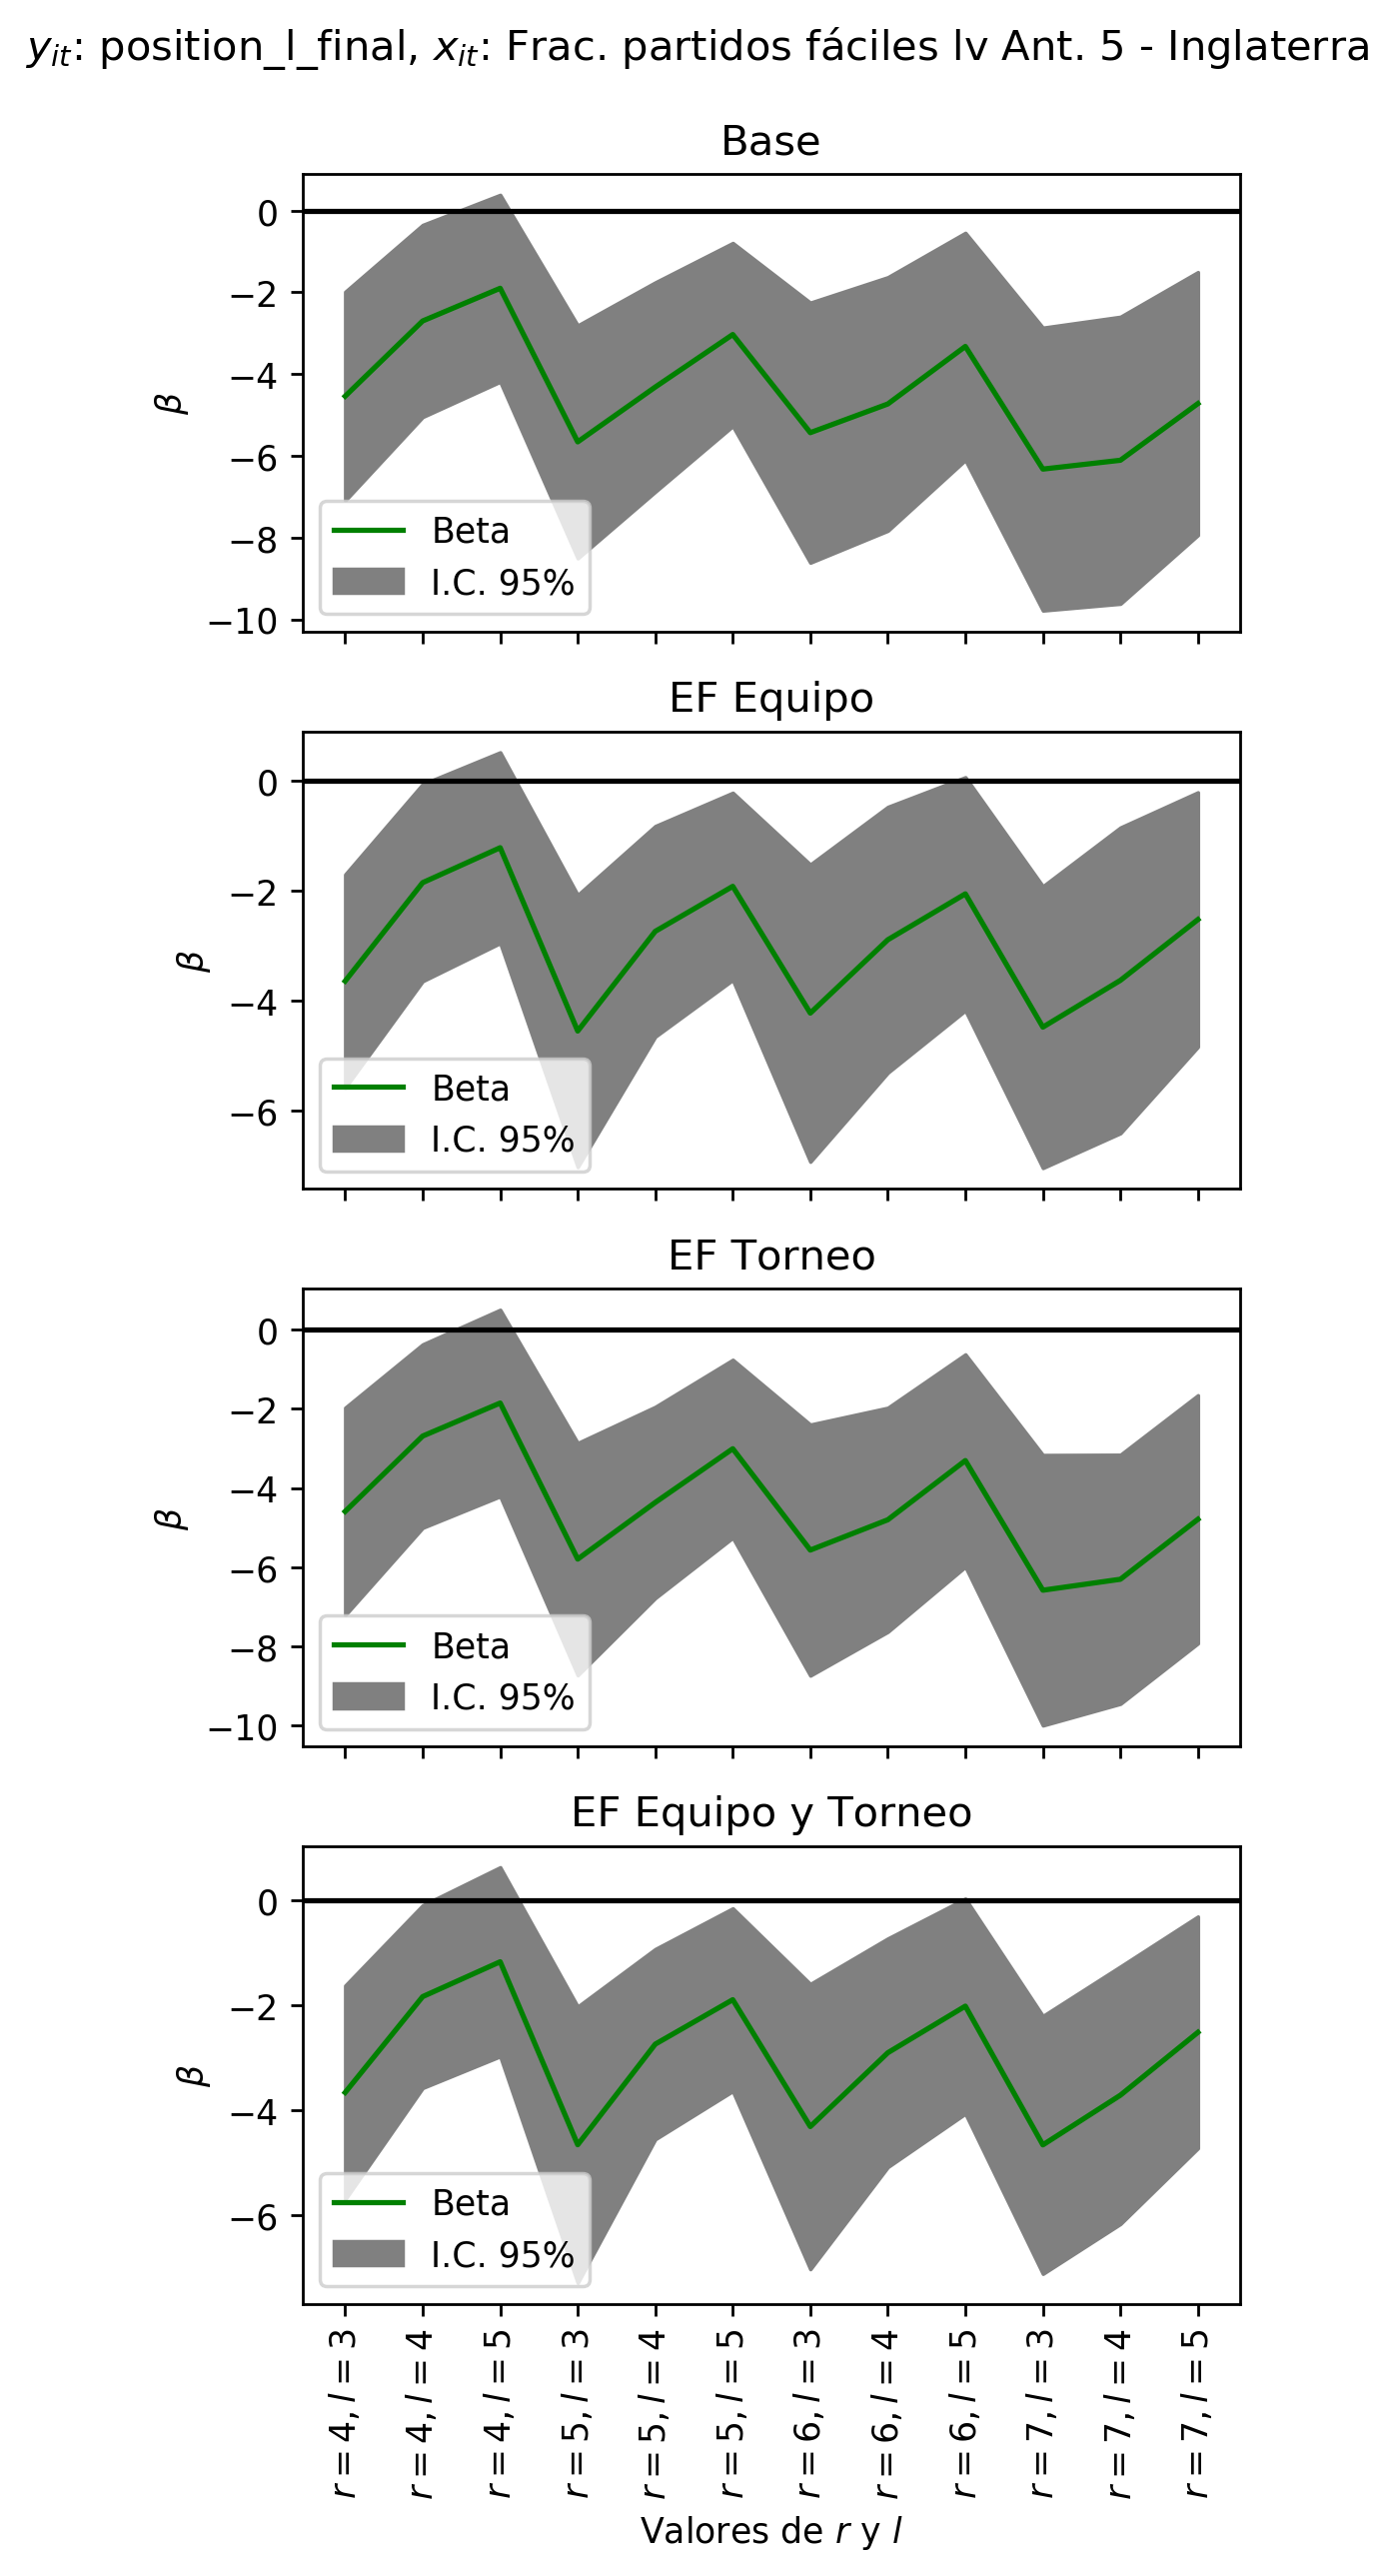 y_it: position_l_final, x_it: Frac. partidos fáciles lv Ant. 5 - Inglaterra
Base
0
−2
−4
−6
−8
−10
β
Beta
I.C. 95%
EF Equipo
0
−2
−4
−6
β
Beta
I.C. 95%
EF Torneo
0
−2
−4
−6
−8
−10
β
Beta
I.C. 95%
EF Equipo y Torneo
0
−2
−4
−6
β
Beta
I.C. 95%
r = 4, l = 3
r = 4, l = 4
r = 4, l = 5
r = 5, l = 3
r = 5, l = 4
r = 5, l = 5
r = 6, l = 3
r = 6, l = 4
r = 6, l = 5
r = 7, l = 3
r = 7, l = 4
r = 7, l = 5
Valores de r y l